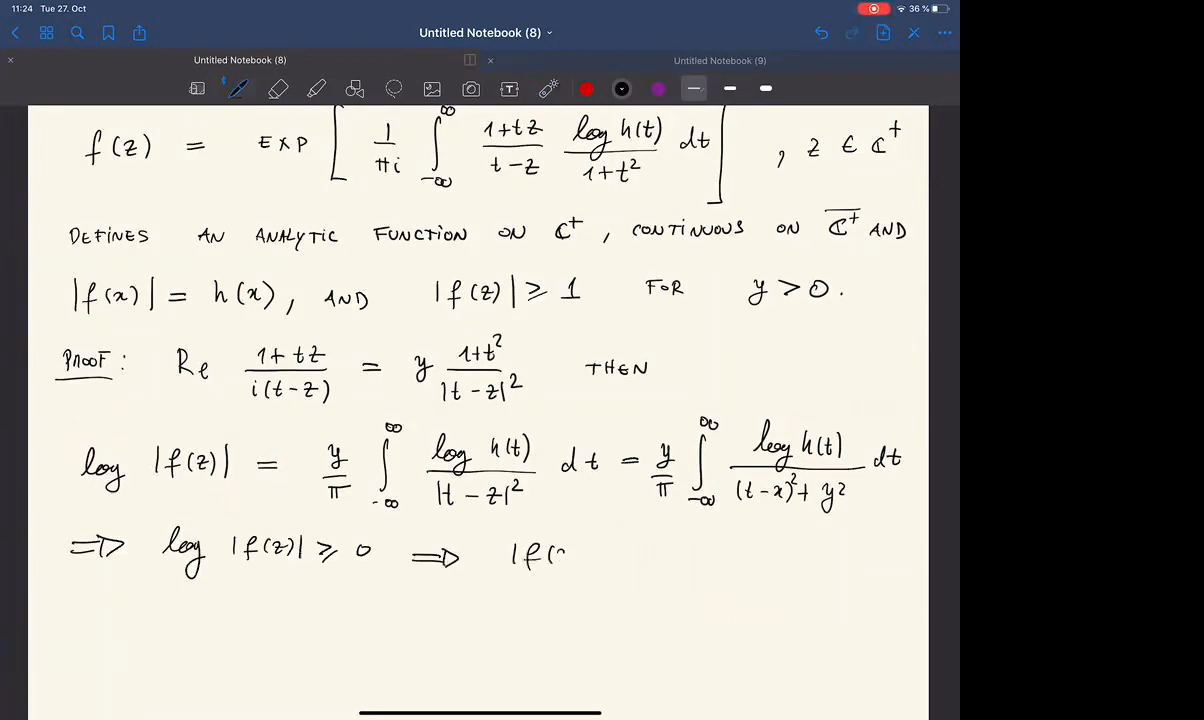 11:24 Tue 27. Oct 36 %
Untitled Notebook (8)
Untitled Notebook (8) Untitled Notebook (9)
f(z) = EXP [ 1/πi ∫_{-∞}^{∞} (1+tz)/(t-z) (log h(t))/(1+t²) dt ] , z ∈ ℂ⁺
DEFINES AN ANALYTIC FUNCTION ON ℂ⁺, CONTINUOUS ON \overline{ℂ⁺} AND
|f(x)| = h(x), AND |f(z)| ≥ 1 FOR y > 0.
PROOF: Re (1+tz)/(i(t-z)) = y (1+t²)/|t-z|² THEN
log |f(z)| = y/π ∫_{-∞}^{∞} (log h(t))/|t-z|² dt = y/π ∫_{-∞}^{∞} (log h(t))/((t-x)²+y²) dt
⟹ log |f(z)| ≥ 0 ⟹ |f(